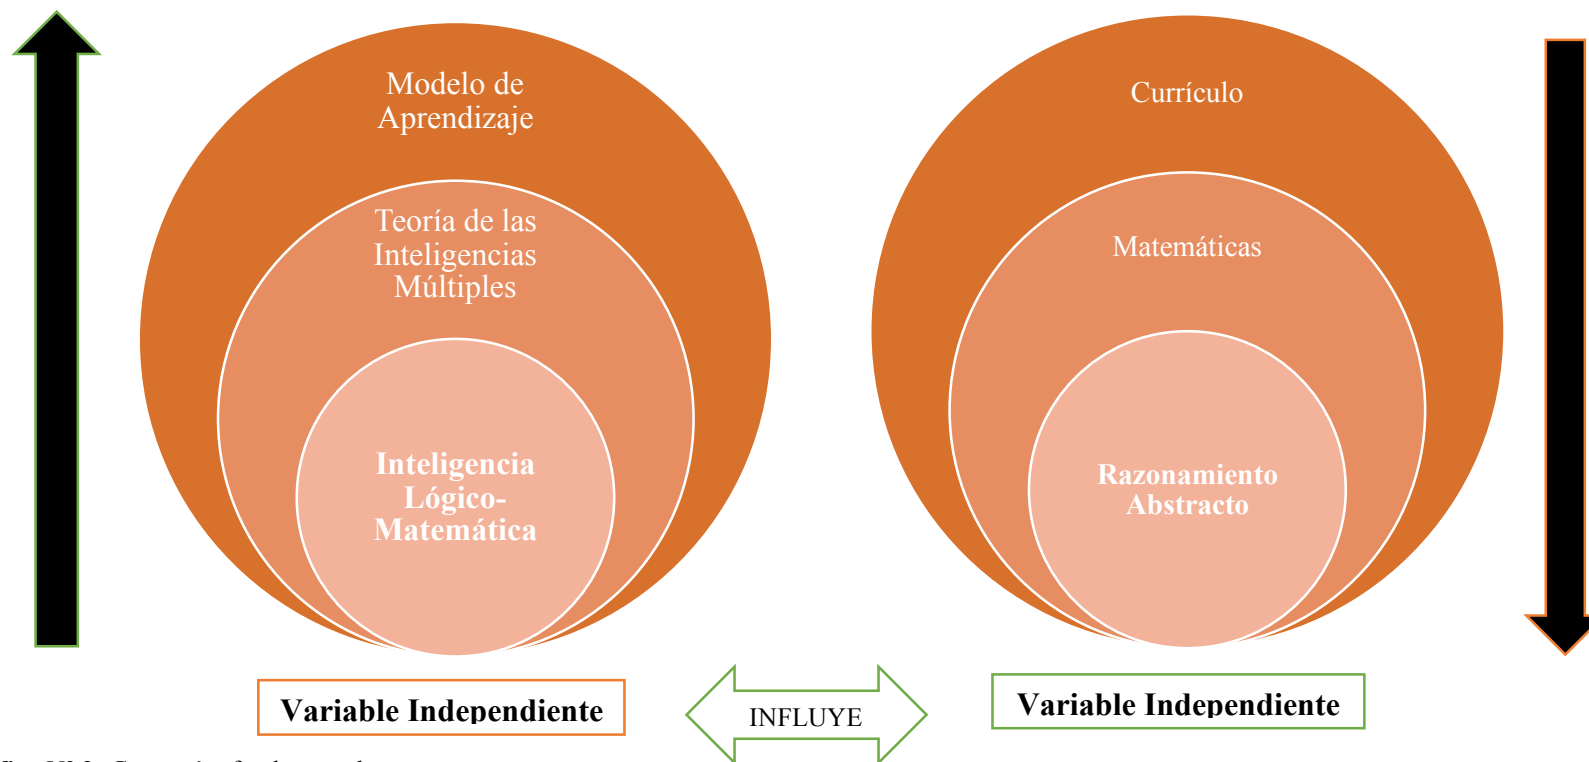 Modelo de
Aprendizaje
Teoría de las
Inteligencias
Múltiples
Inteligencia
Lógico-
Matemática
Currículo
Matemáticas
Razonamiento
Abstracto
Variable Independiente
INFLUYE
Variable Independiente